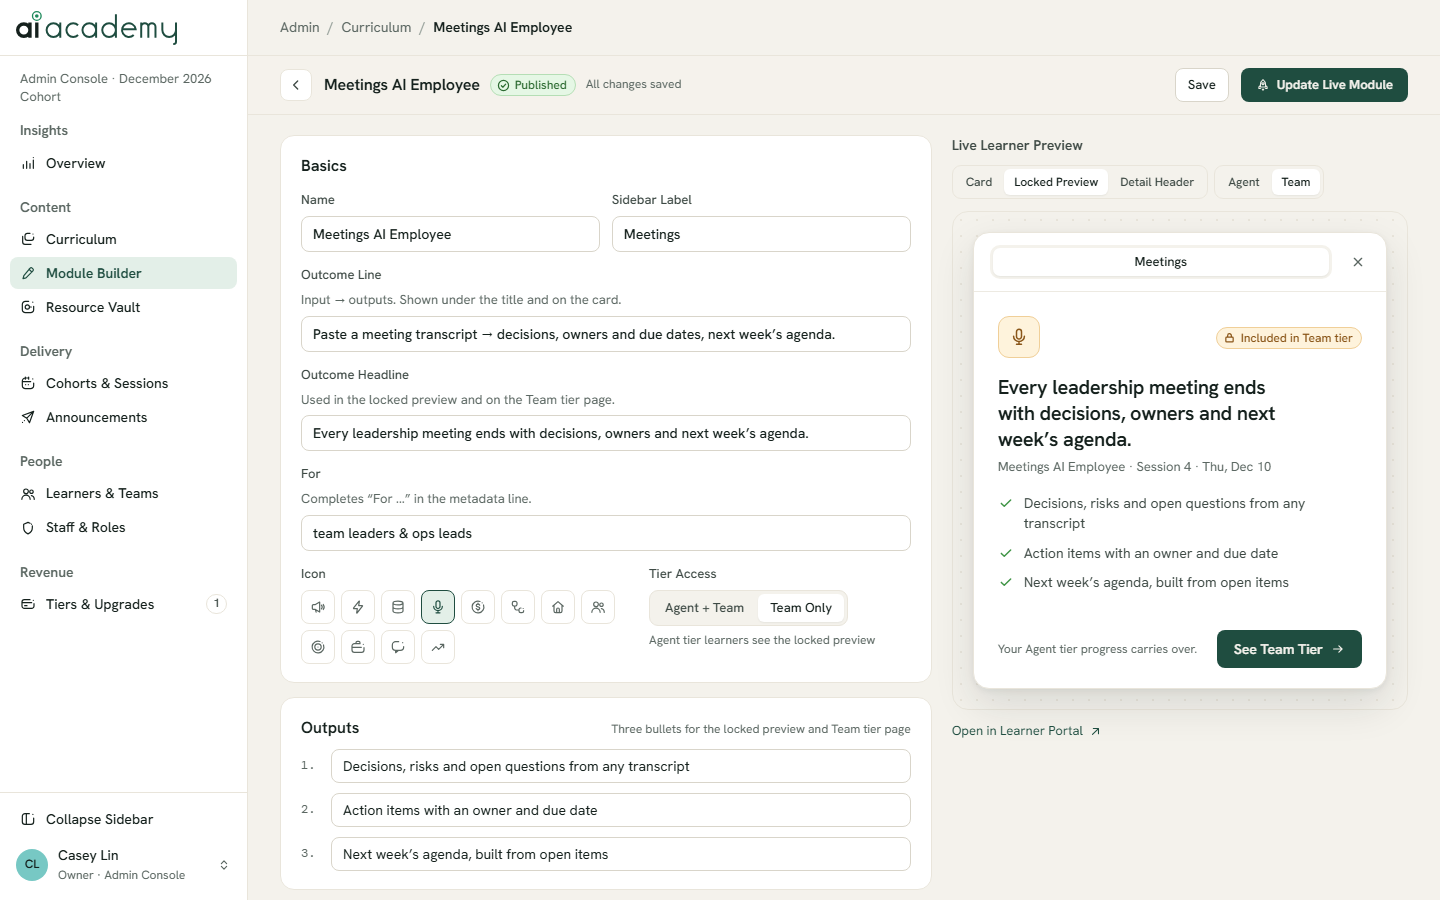 ai academy
Admin Console · December 2026
Cohort
Insights
Overview
Content
Curriculum
Module Builder
Resource Vault
Delivery
Cohorts & Sessions
Announcements
People
Learners & Teams
Staff & Roles
Revenue
Tiers & Upgrades 1
Collapse Sidebar
CL
Casey Lin
Owner · Admin Console
Admin / Curriculum / Meetings AI Employee
Meetings AI Employee Published All changes saved
Save Update Live Module
Basics
Name
Meetings AI Employee
Sidebar Label
Meetings
Outcome Line
Input → outputs. Shown under the title and on the card.
Paste a meeting transcript → decisions, owners and due dates, next week’s agenda.
Outcome Headline
Used in the locked preview and on the Team tier page.
Every leadership meeting ends with decisions, owners and next week’s agenda.
For
Completes “For …” in the metadata line.
team leaders & ops leads
Icon
Tier Access
Agent + Team Team Only
Agent tier learners see the locked preview
Outputs
Three bullets for the locked preview and Team tier page
1. Decisions, risks and open questions from any transcript
2. Action items with an owner and due date
3. Next week’s agenda, built from open items
Live Learner Preview
Card Locked Preview Detail Header Agent Team
Meetings
Included in Team tier
Every leadership meeting ends
with decisions, owners and next
week’s agenda.
Meetings AI Employee · Session 4 · Thu, Dec 10
Decisions, risks and open questions from any
transcript
Action items with an owner and due date
Next week’s agenda, built from open items
Your Agent tier progress carries over. See Team Tier →
Open in Learner Portal ↗